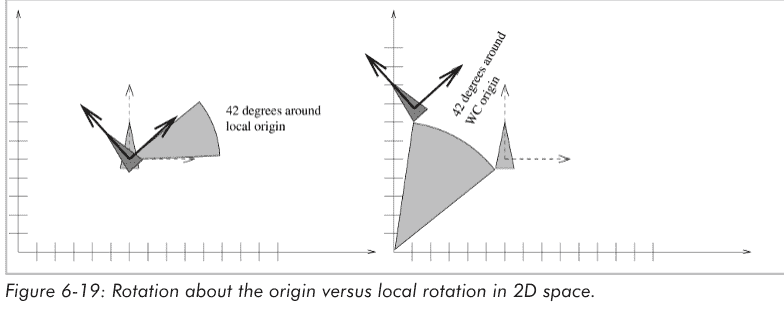 42 degrees around
local origin
42 degrees around
WC origin
Figure 6-19: Rotation about the origin versus local rotation in 2D space.